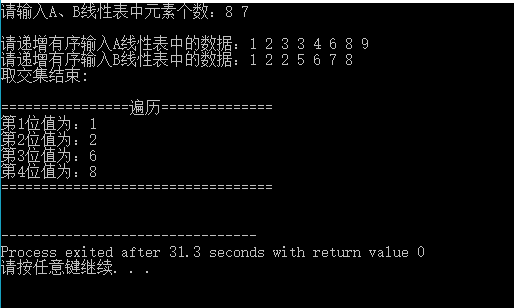 请输入A、B线性表中元素个数：8 7
请递增有序输入A线性表中的数据：1 2 3 3 4 6 8 9
请递增有序输入B线性表中的数据：1 2 2 5 6 7 8
取交集结束:
================遍历==============
第1位值为：1
第2位值为：2
第3位值为：6
第4位值为：8
==================================
--------------------------------
Process exited after 31.3 seconds with return value 0
请按任意键继续. . .